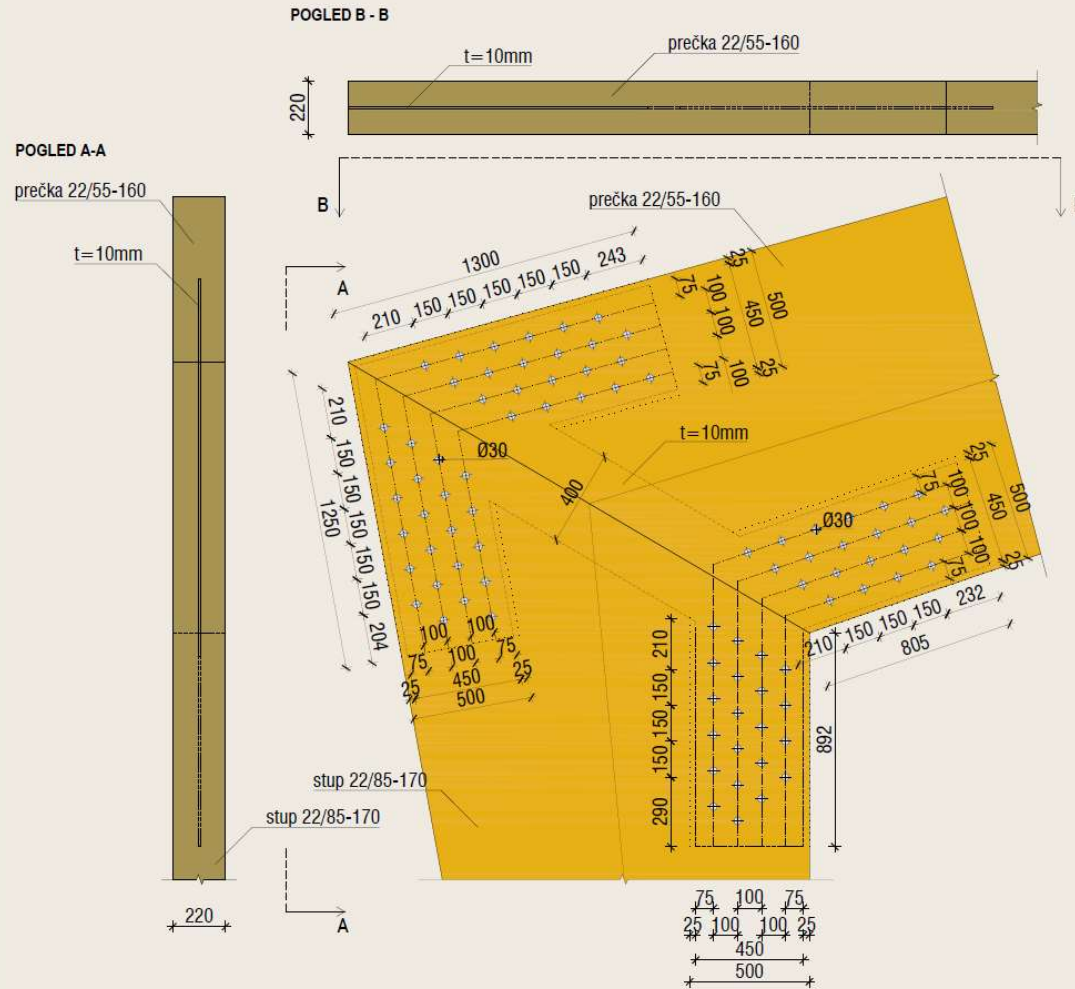 POGLED B - B
prečka 22/55-160
t=10mm
220
POGLED A-A
prečka 22/55-160
t=10mm
B
prečka 22/55-160
A
1300
210 150 150 150 150 243
75 100 100 100 75
25 450 25
500
210 150 150 150 150 204
1250
Ø30
t=10mm
400
Ø30
75 100 100 100 75
25 450 25
500
210 150 150 150 232
805
100 100
75 100 75
25 450 25
500
210 150 150 150 290
892
stup 22/85-170
stup 22/85-170
220
A
75 100 75
25 100 100 25
450
500